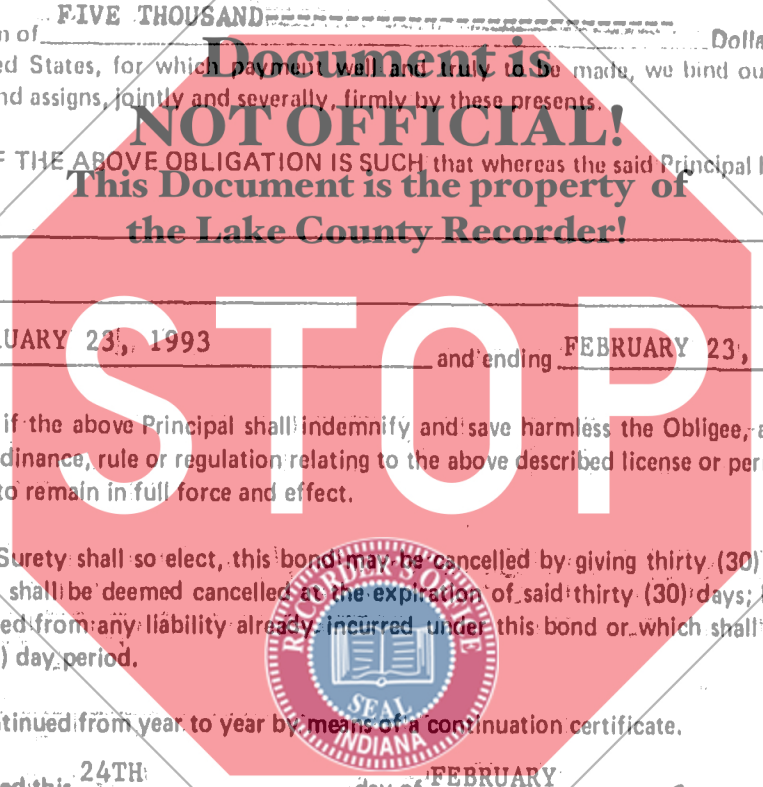 FIVE THOUSAND
of Dolla
Document is
ed States, for which payment well and truly to be made, we bind ou
nd assigns, jointly and severally, firmly by these presents.
NOT OFFICIAL!
F THE ABOVE OBLIGATION IS SUCH that whereas the said Principal
This Document is the property of
the Lake County Recorder!
UARY 23, 1993 and ending FEBRUARY 23,
STOP
if the above Principal shall indemnify and save harmless the Obligee, a
dinance, rule or regulation relating to the above described license or per
to remain in full force and effect.
Surety shall so elect, this bond may be cancelled by giving thirty (30)
shall be deemed cancelled at the expiration of said thirty (30) days;
ed from any liability already incurred under this bond or which shall
) day period.
RECORDER'S OFFICE
SEAL
INDIANA
tinued from year to year by means of a continuation certificate.
ed this 24TH day of FEBRUARY